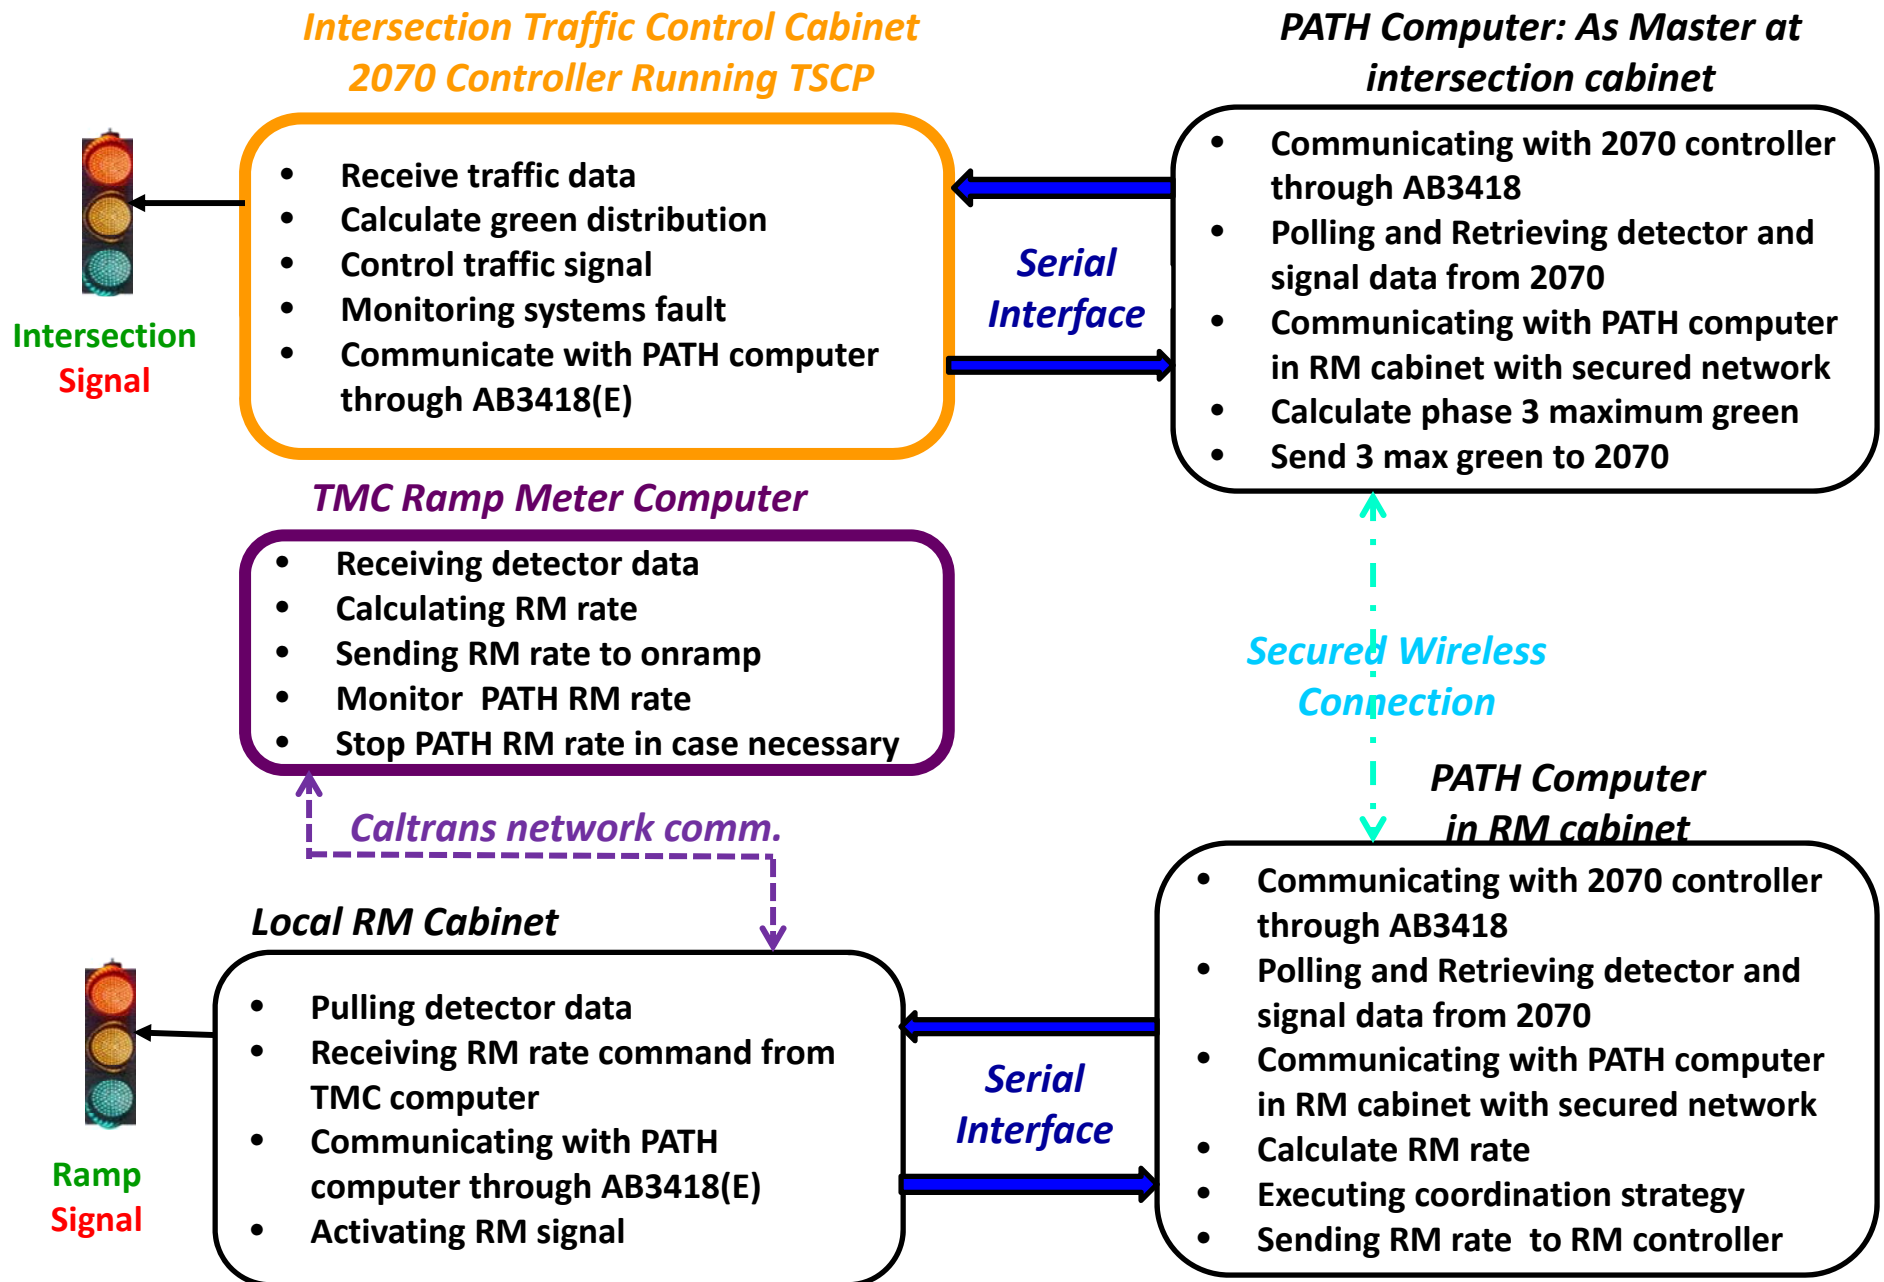 Intersection Traffic Control Cabinet
2070 Controller Running TSCP
PATH Computer: As Master at
intersection cabinet
• Receive traffic data
• Calculate green distribution
• Control traffic signal
• Monitoring systems fault
• Communicate with PATH computer
through AB3418(E)
Intersection
Signal
Serial
Interface
• Communicating with 2070 controller
through AB3418
• Polling and Retrieving detector and
signal data from 2070
• Communicating with PATH computer
in RM cabinet with secured network
• Calculate phase 3 maximum green
• Send 3 max green to 2070
TMC Ramp Meter Computer
• Receiving detector data
• Calculating RM rate
• Sending RM rate to onramp
• Monitor PATH RM rate
• Stop PATH RM rate in case necessary
Secured Wireless
Connection
Caltrans network comm.
PATH Computer
in RM cabinet
Local RM Cabinet
• Pulling detector data
• Receiving RM rate command from
TMC computer
• Communicating with PATH
computer through AB3418(E)
• Activating RM signal
Ramp
Signal
Serial
Interface
• Communicating with 2070 controller
through AB3418
• Polling and Retrieving detector and
signal data from 2070
• Communicating with PATH computer
in RM cabinet with secured network
• Calculate RM rate
• Executing coordination strategy
• Sending RM rate to RM controller